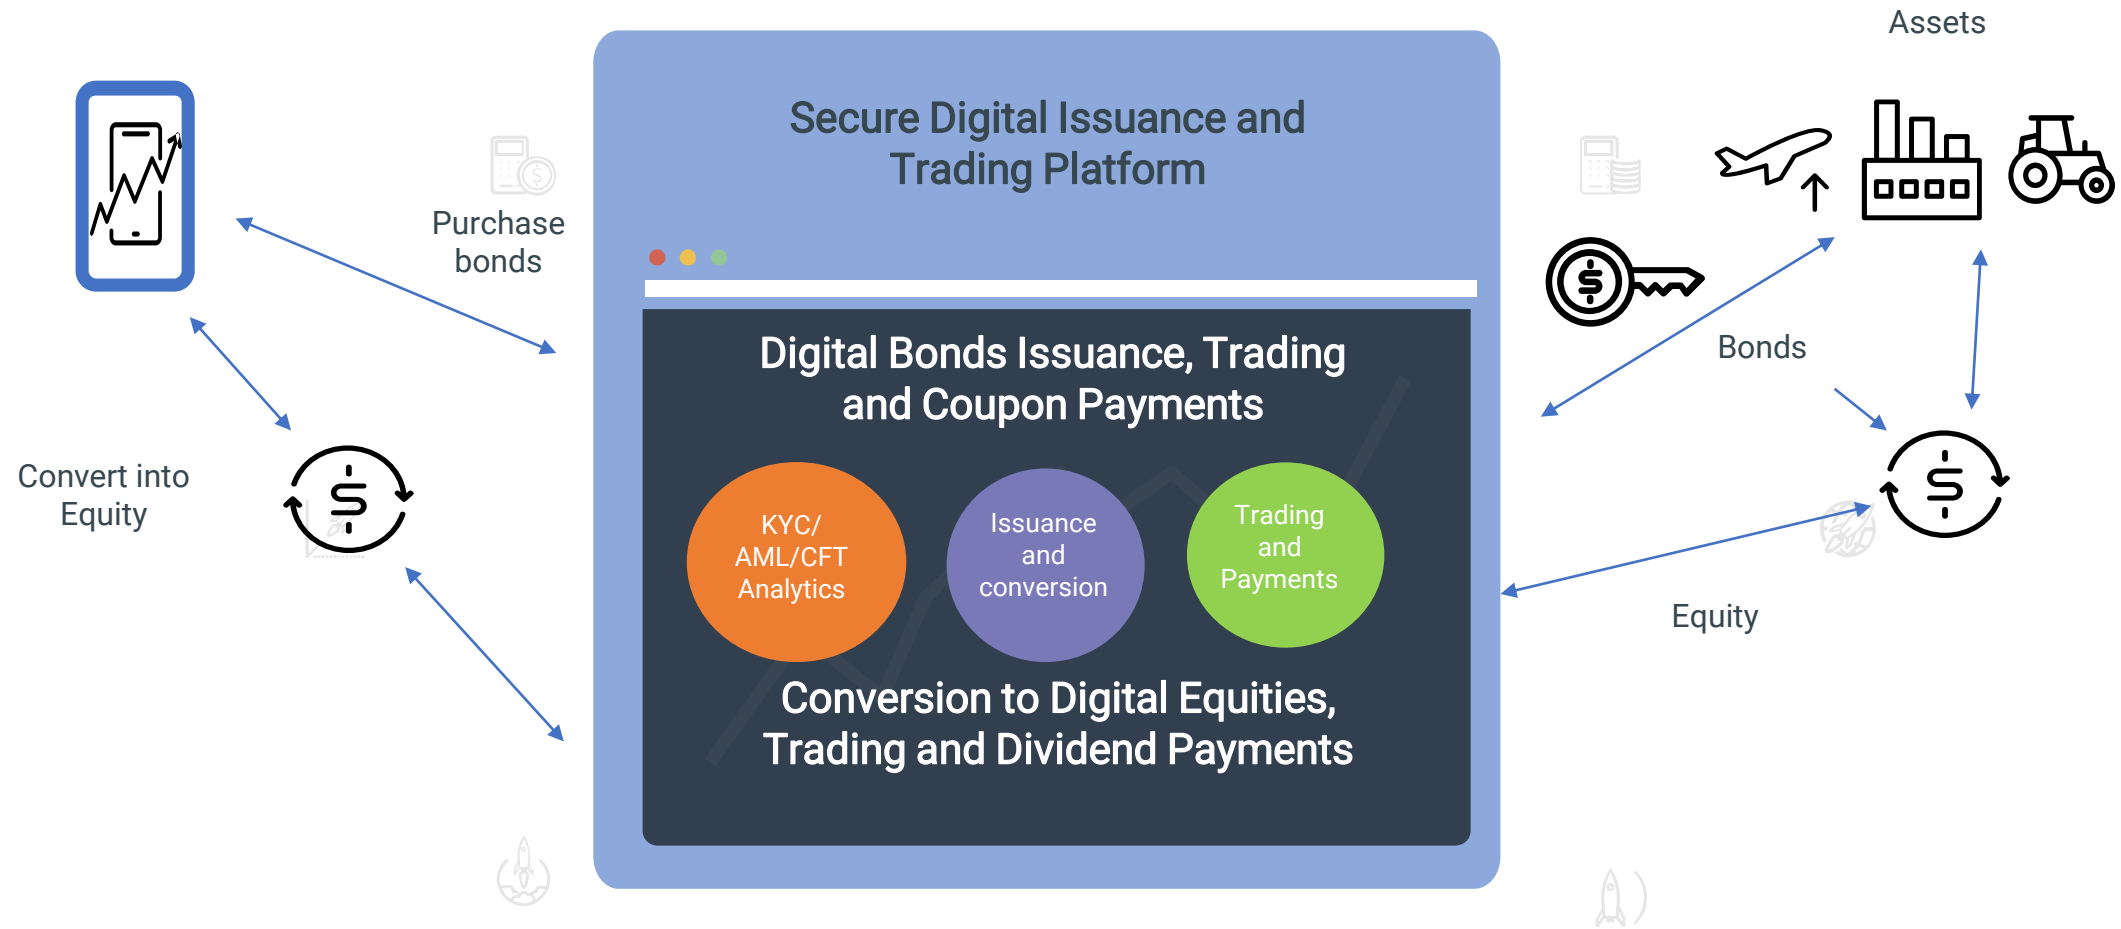 Assets
Secure Digital Issuance and
Trading Platform
Purchase
bonds
Digital Bonds Issuance, Trading
and Coupon Payments
Bonds
Convert into
Equity
KYC/
AML/CFT
Analytics
Issuance
and
conversion
Trading
and
Payments
Equity
Conversion to Digital Equities,
Trading and Dividend Payments